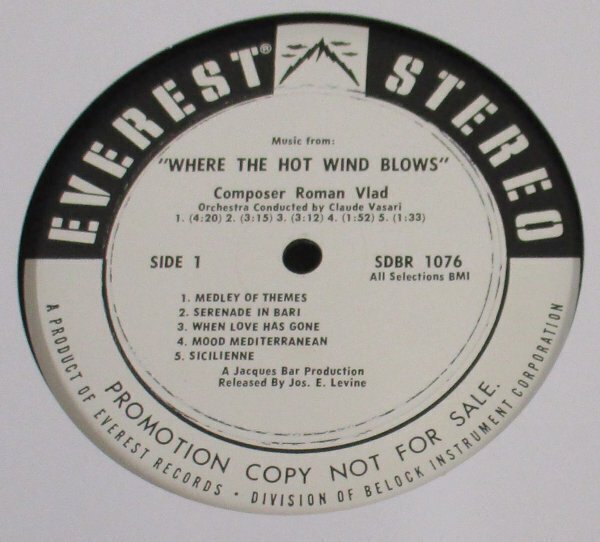 EVEREST® STEREO
Music from:
"WHERE THE HOT WIND BLOWS"
Composer Roman Vlad
Orchestra Conducted by Claude Vasari
1. (4:20) 2. (3:15) 3. (3:12) 4. (1:52) 5. (1:33)
SIDE 1
SDBR 1076
All Selections BMI
1. MEDLEY OF THEMES
2. SERENADE IN BARI
3. WHEN LOVE HAS GONE
4. MOOD MEDITERRANEAN
5. SICILIENNE
A Jacques Bar Production
Released By Jos. E. Levine
PROMOTION COPY NOT FOR SALE.
A PRODUCT OF EVEREST RECORDS · DIVISION OF BELOCK INSTRUMENT CORPORATION